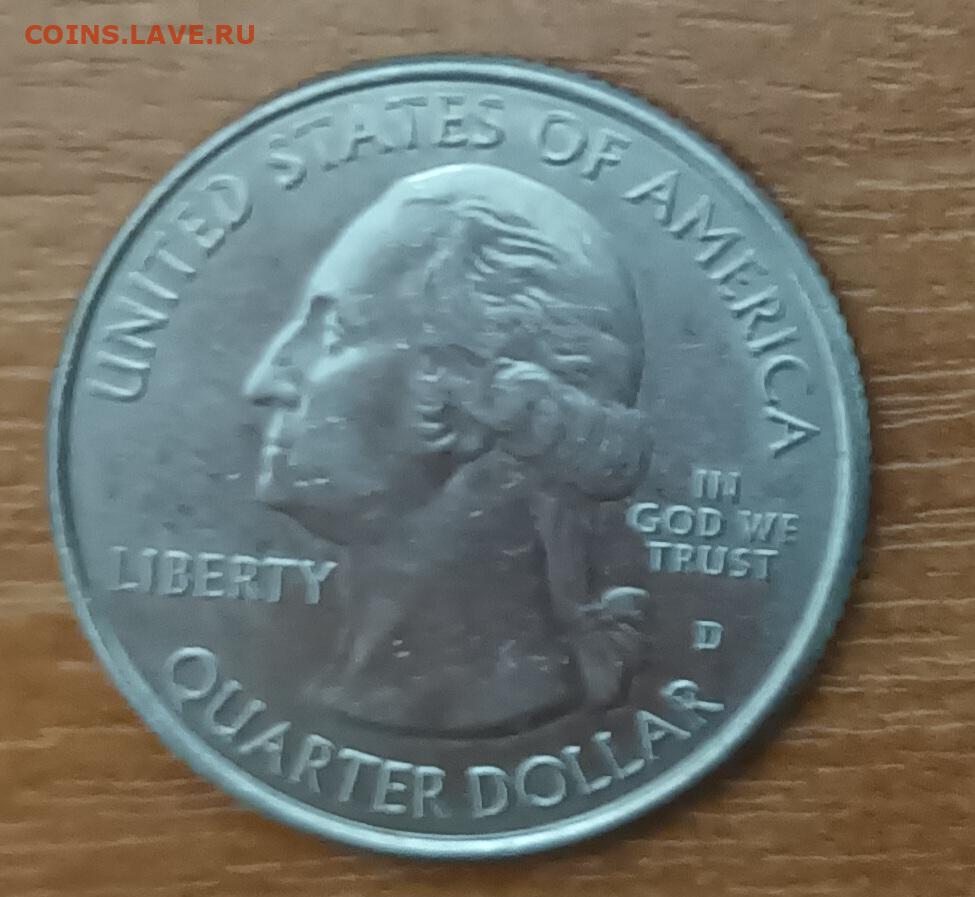 COINS.LAVE.RU
UNITED STATES OF AMERICA
IN
GOD WE
TRUST
LIBERTY
D
QUARTER DOLLAR